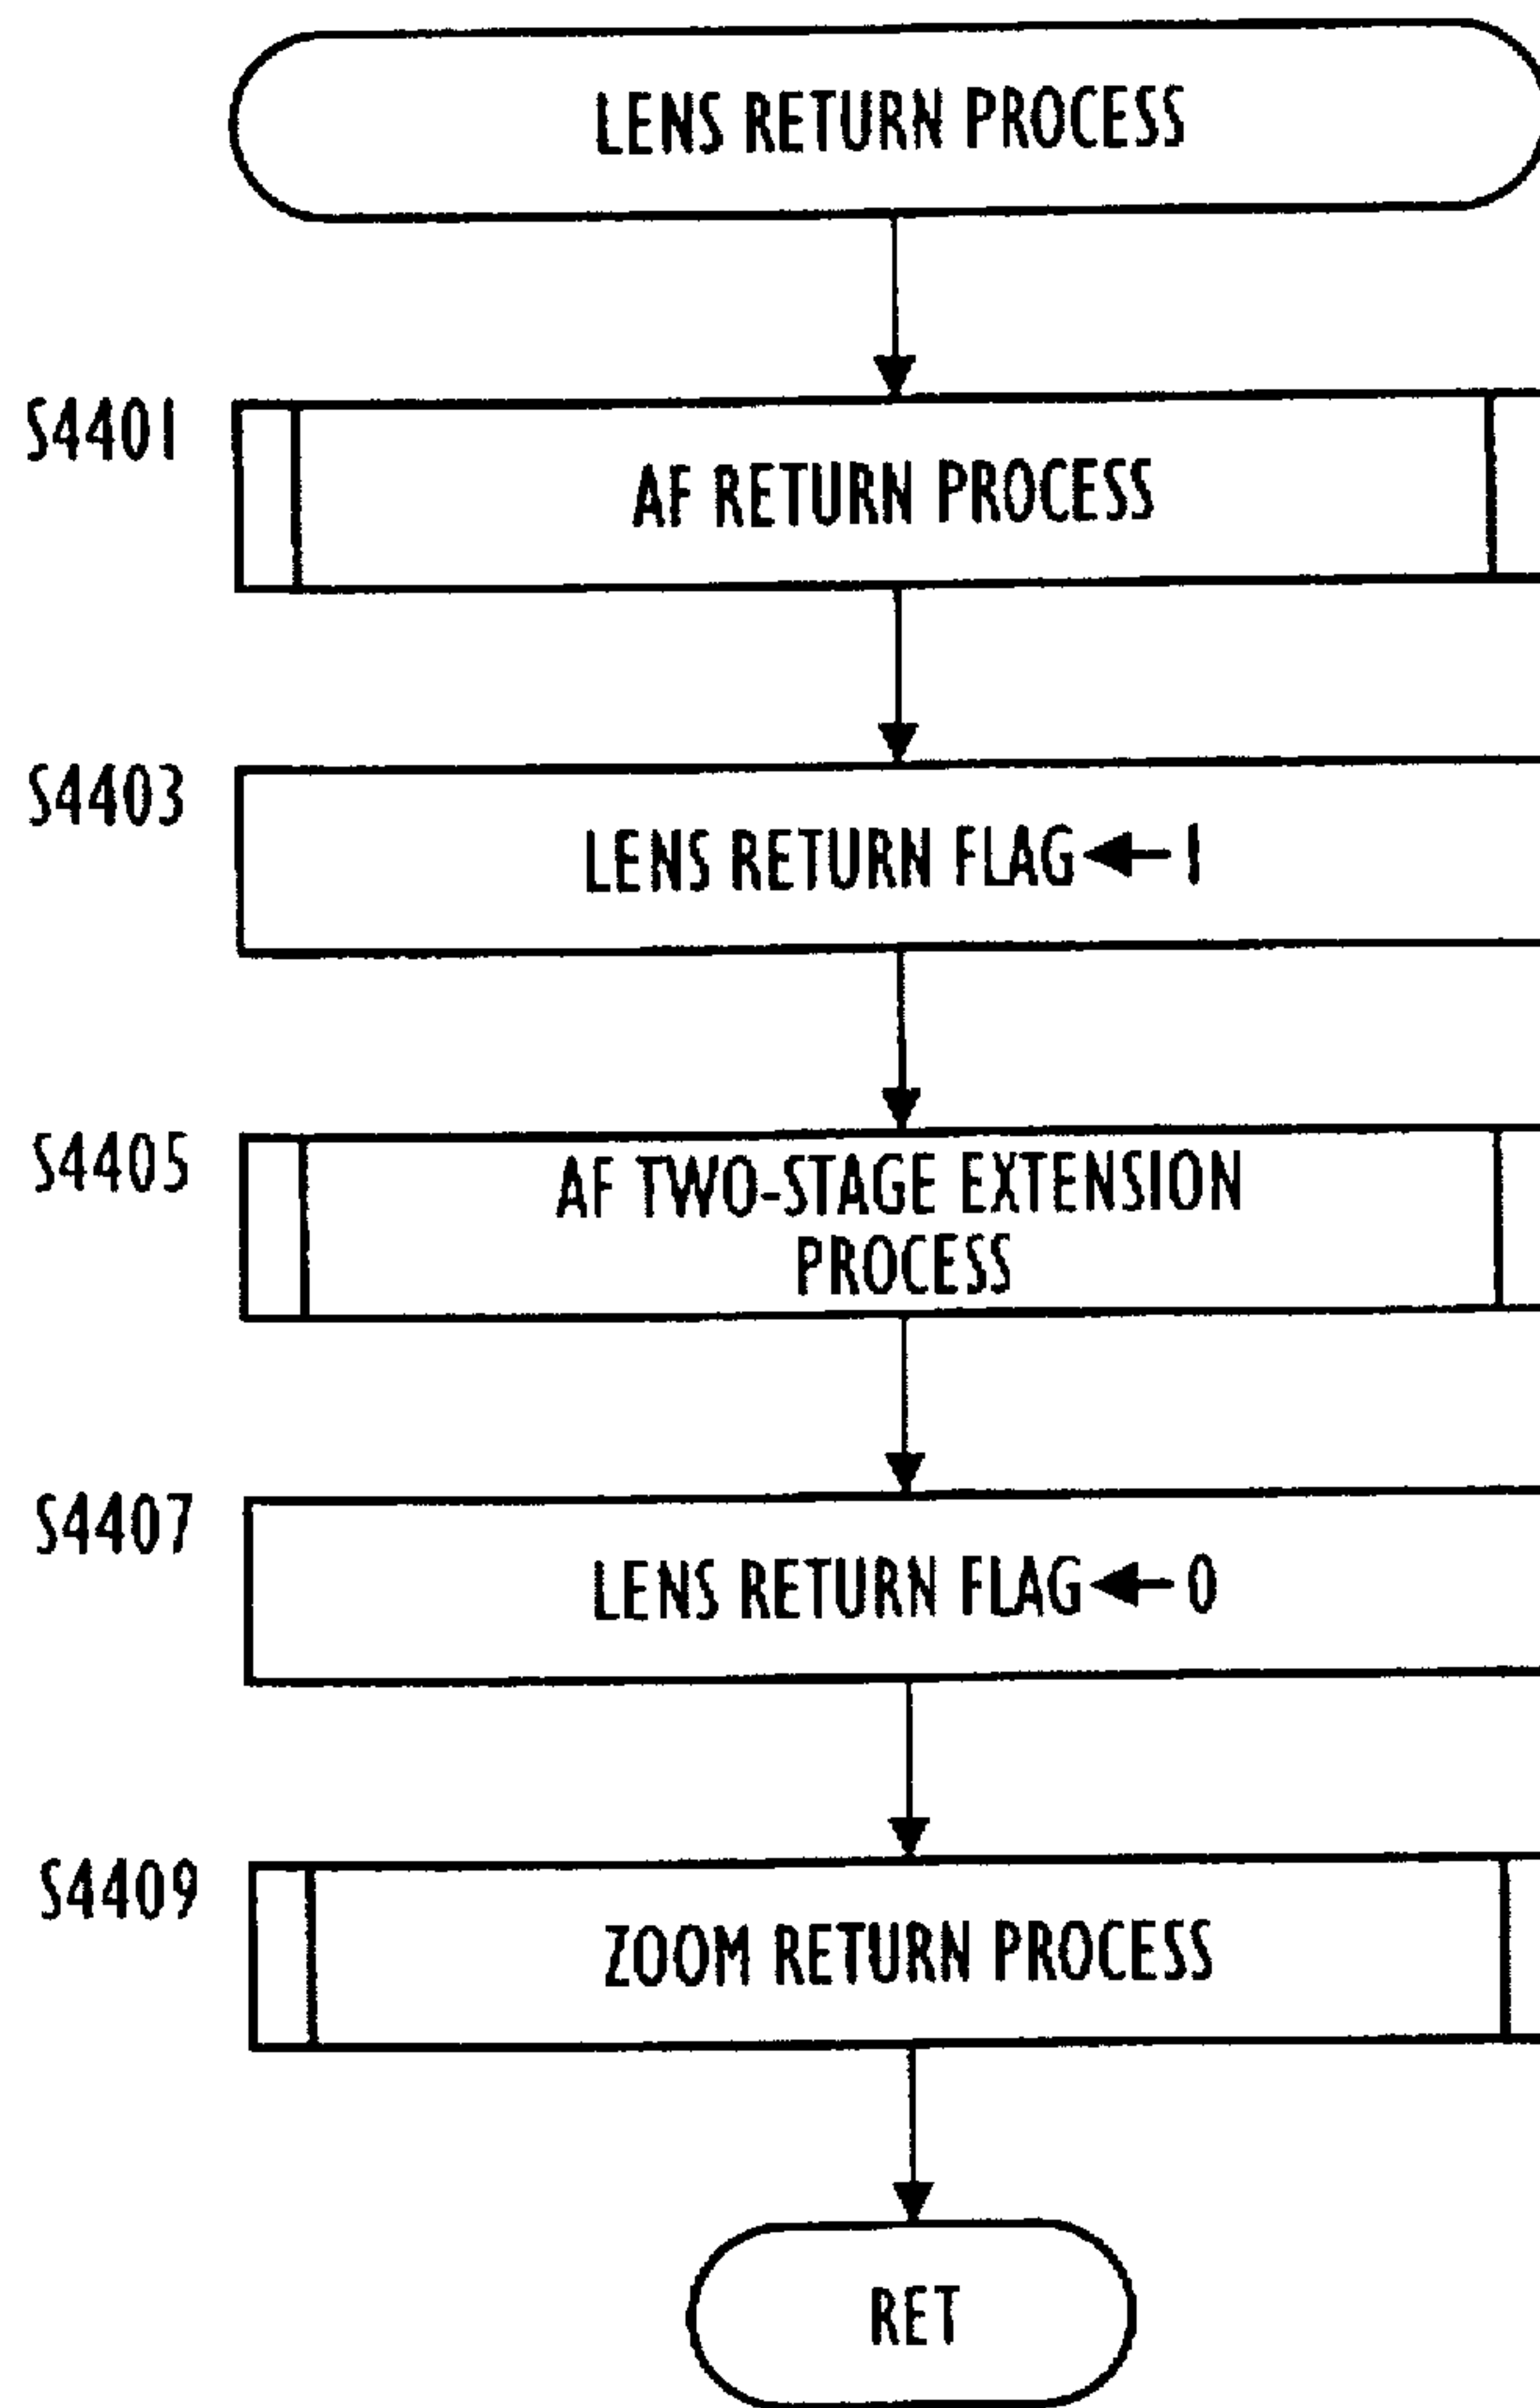 LENS RETURN PROCESS
S4401
AF RETURN PROCESS
S4403
LENS RETURN FLAG←1
S4405
AF TWO-STAGE EXTENSION
PROCESS
S4407
LENS RETURN FLAG←0
S4409
ZOOM RETURN PROCESS
RET